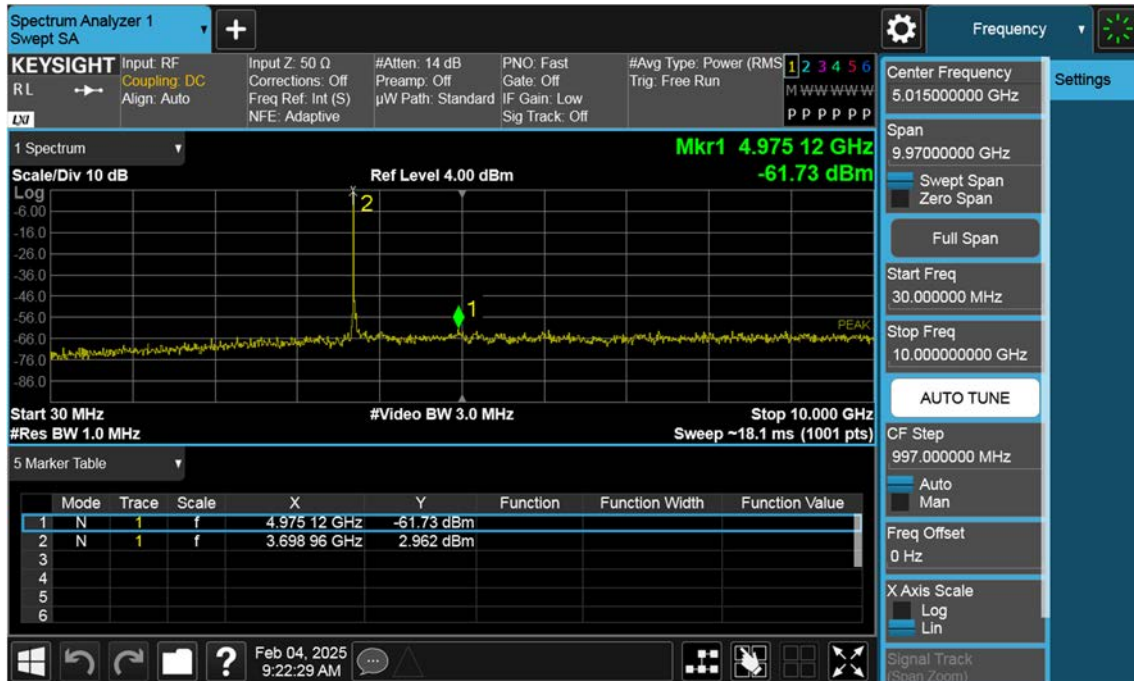 Spectrum Analyzer 1
Swept SA
+
Frequency
Settings
KEYSIGHT
RL
LXI
Input: RF
Coupling: DC
Align: Auto
Input Z: 50 Ω
Corrections: Off
Freq Ref: Int (S)
NFE: Adaptive
#Atten: 14 dB
Preamp: Off
µW Path: Standard
PNO: Fast
Gate: Off
IF Gain: Low
Sig Track: Off
#Avg Type: Power (RMS
Trig: Free Run
1 2 3 4 5 6
M W W W W W
P P P P P P
1 Spectrum
Mkr1 4.975 12 GHz
-61.73 dBm
Scale/Div 10 dB
Ref Level 4.00 dBm
Log
-6.00
-16.0
-26.0
-36.0
-46.0
-56.0
-66.0
-76.0
-86.0
2
1
PEAK
Start 30 MHz
#Video BW 3.0 MHz
Stop 10.000 GHz
#Res BW 1.0 MHz
Sweep ~18.1 ms (1001 pts)
5 Marker Table
Mode Trace Scale X Y Function Function Width Function Value
1 N 1 f 4.975 12 GHz -61.73 dBm
2 N 1 f 3.698 96 GHz 2.962 dBm
3
4
5
6
Center Frequency
5.015000000 GHz
Span
9.97000000 GHz
Swept Span
Zero Span
Full Span
Start Freq
30.000000 MHz
Stop Freq
10.000000000 GHz
AUTO TUNE
CF Step
997.000000 MHz
Auto
Man
Freq Offset
0 Hz
X Axis Scale
Log
Lin
Signal Track
(Span Zoom)
?
Feb 04, 2025
9:22:29 AM